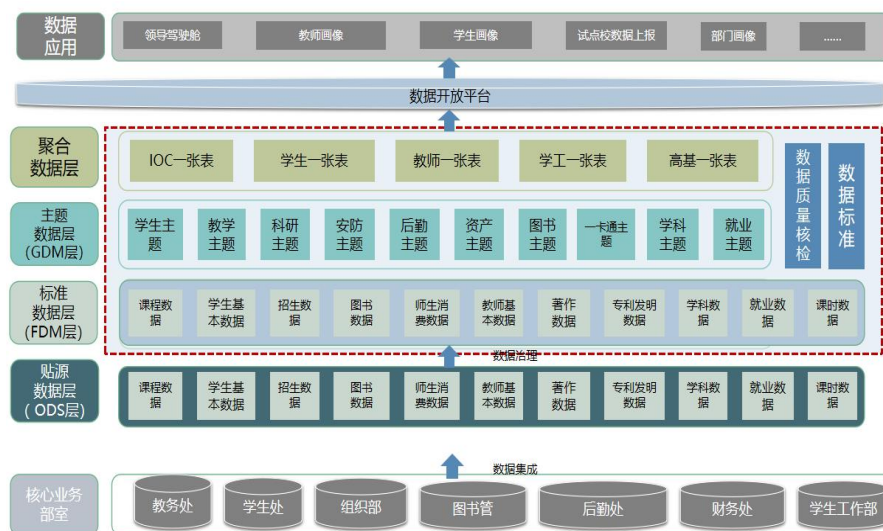 数据
应用
领导驾驶舱
教师画像
学生画像
试点校数据上报
部门画像
......
数据开放平台
聚合
数据层
IOC一张表
学生一张表
教师一张表
学工一张表
高基一张表
数据质量核检
数据标准
主题
数据层
(GDM层)
学生主
题
教学
主题
科研
主题
安防
主题
后勤
主题
资产
主题
图书
主题
一卡通主
题
学科
主题
就业
主题
标准
数据层
(FDM层)
课程数
据
学生基
本数据
招生数
据
图书
数据
师生消
费数据
教师基
本数据
著作
数据
专利发明
数据
学科数
据
就业数
据
课时数
据
数据治理
贴源
数据层
( ODS层)
课程数
据
学生基
本数据
招生数
据
图书
数据
师生消
费数据
教师基
本数据
著作
数据
专利发明
数据
学科数
据
就业数
据
课时数
据
数据集成
核心业务
部室
教务处
学生处
组织部
图书管
后勤处
财务处
学生工作部